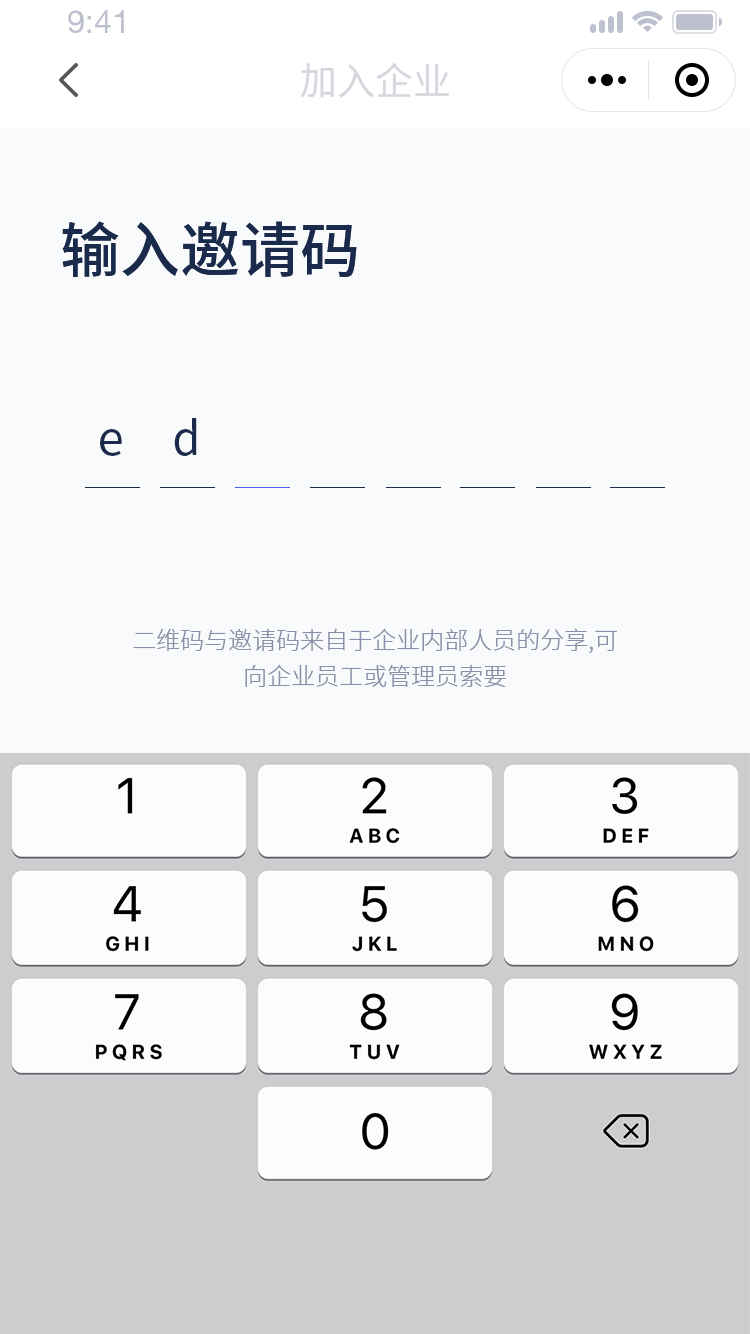 9:41
加入企业
输入邀请码
e d
二维码与邀请码来自于企业内部人员的分享,可
向企业员工或管理员索要
1 2 3
ABC DEF
4 5 6
GHI JKL MNO
7 8 9
PQRS TUV WXYZ
0